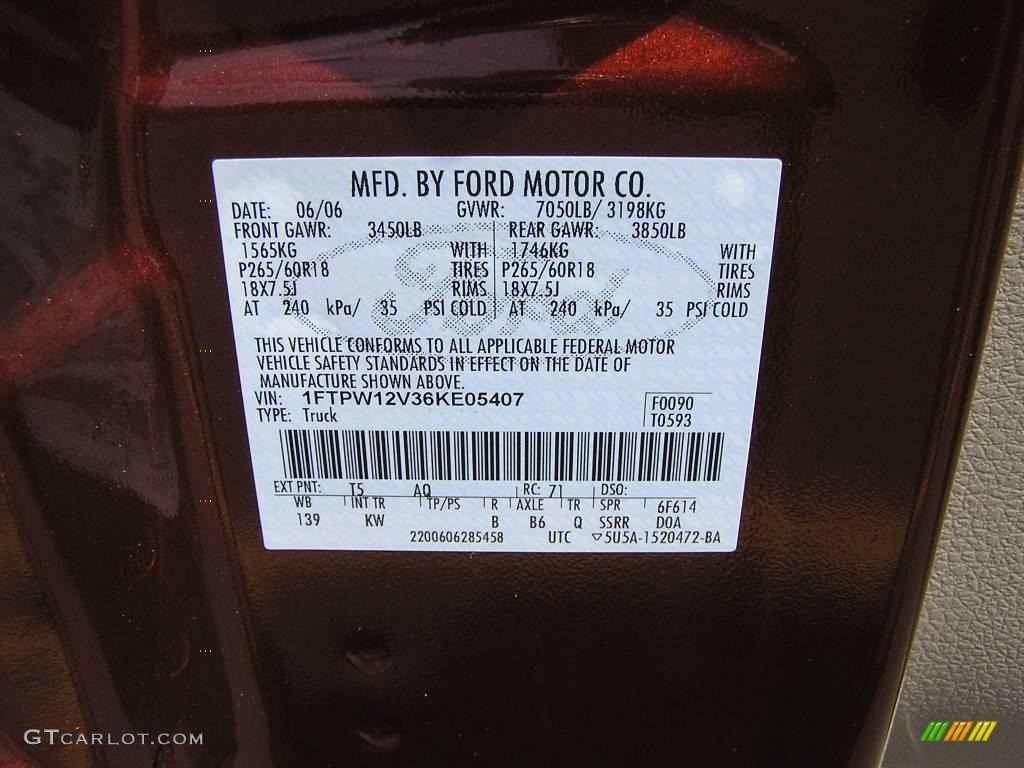 MFD. BY FORD MOTOR CO.
DATE: 06/06 GVWR: 7050LB/ 3198KG
FRONT GAWR: 3450LB REAR GAWR: 3850LB
1565KG WITH 1746KG WITH
P265/60R18 TIRES P265/60R18 TIRES
18X7.5J RIMS 18X7.5J RIMS
AT 240 kPa/ 35 PSI COLD AT 240 kPa/ 35 PSI COLD
Ford
THIS VEHICLE CONFORMS TO ALL APPLICABLE FEDERAL MOTOR
VEHICLE SAFETY STANDARDS IN EFFECT ON THE DATE OF
MANUFACTURE SHOWN ABOVE.
VIN: 1FTPW12V36KE05407
TYPE: Truck
F0090
T0593
EXT PNT: T5 AQ RC: 71 DSO:
WB INT TR TP/PS R AXLE TR SPR 6F614
139 KW B B6 Q SSRR D0A
2200606285458 UTC ▽5U5A-1520472-BA
GTCARLOT.COM